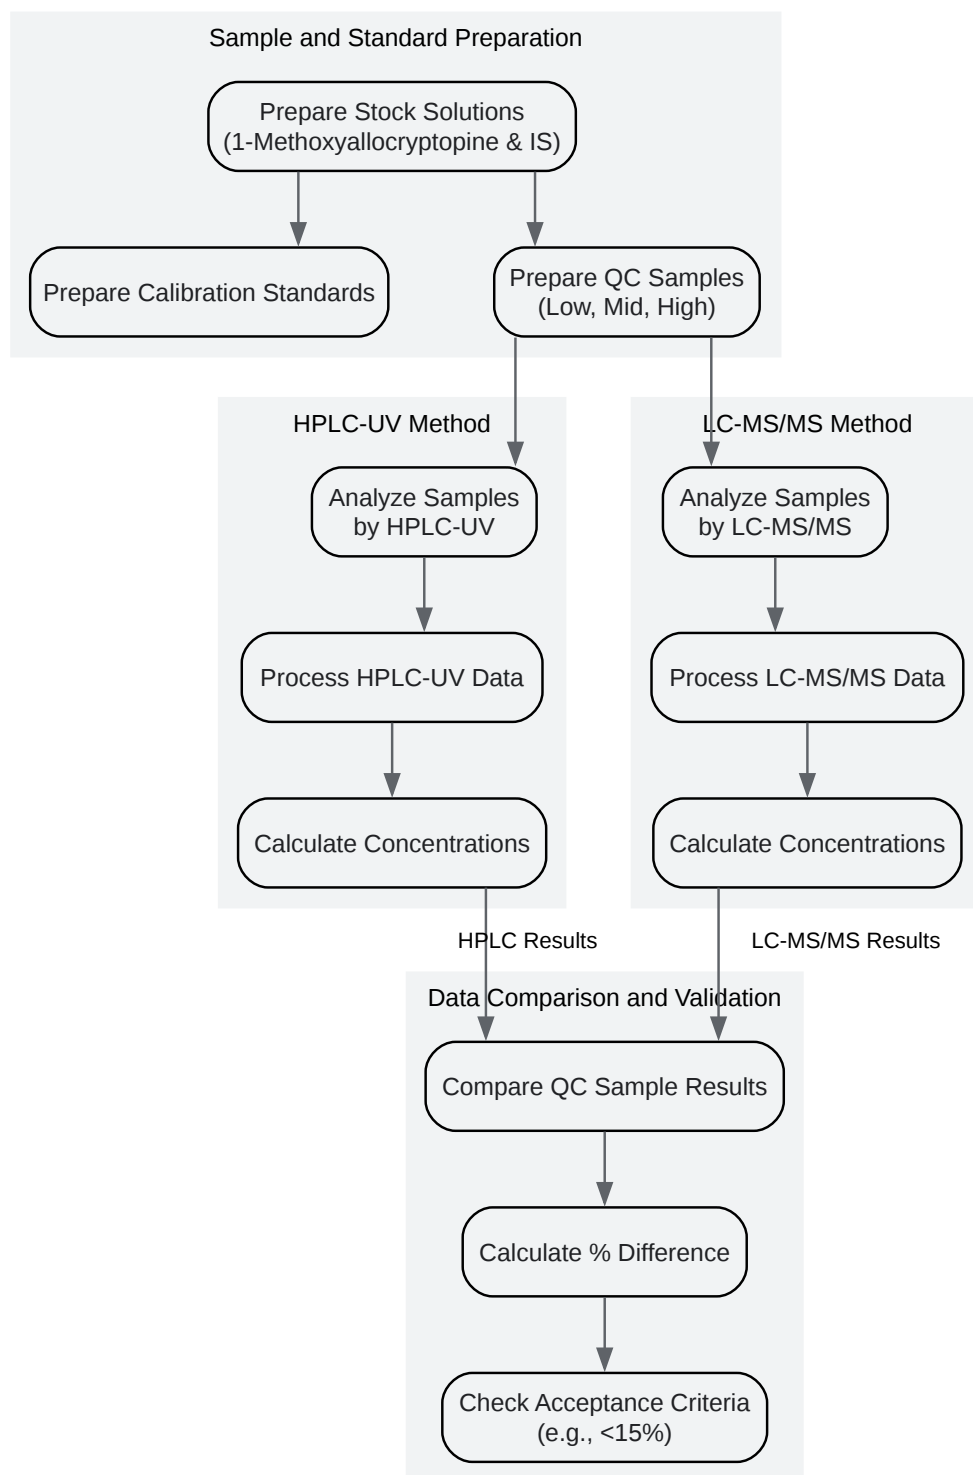 Sample and Standard Preparation
Prepare Stock Solutions
(1-Methoxyallocryptopine & IS)
Prepare Calibration Standards
Prepare QC Samples
(Low, Mid, High)
HPLC-UV Method
Analyze Samples
by HPLC-UV
Process HPLC-UV Data
Calculate Concentrations
HPLC Results
LC-MS/MS Method
Analyze Samples
by LC-MS/MS
Process LC-MS/MS Data
Calculate Concentrations
LC-MS/MS Results
Data Comparison and Validation
Compare QC Sample Results
Calculate % Difference
Check Acceptance Criteria
(e.g., <15%)